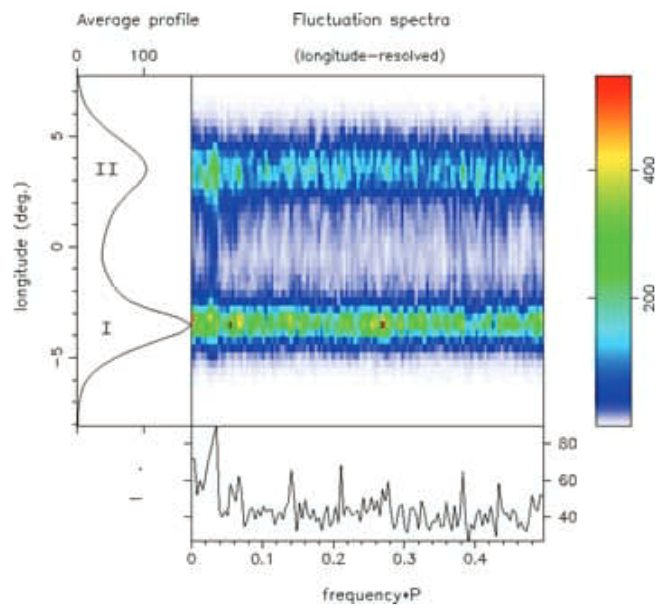 Average profile
Fluctuation spectra
(longitude-resolved)
0
100
5
0
-5
longitude (deg.)
II
I
200
400
80
60
40
0
0.1
0.2
0.3
0.4
frequency*P